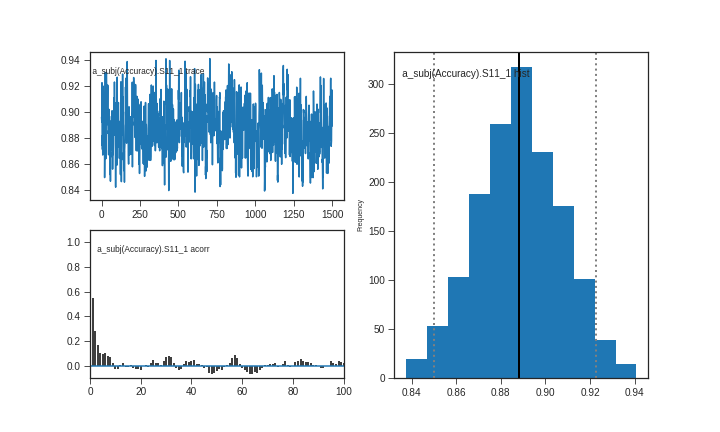 a_subj(Accuracy).S11_1 trace
0.94
0.92
0.90
0.88
0.86
0.84
0 250 500 750 1000 1250 1500
a_subj(Accuracy).S11_1 acorr
1.0
0.8
0.6
0.4
0.2
0.0
0 20 40 60 80 100
a_subj(Accuracy).S11_1 hist
Frequency
300
250
200
150
100
50
0
0.84 0.86 0.88 0.90 0.92 0.94